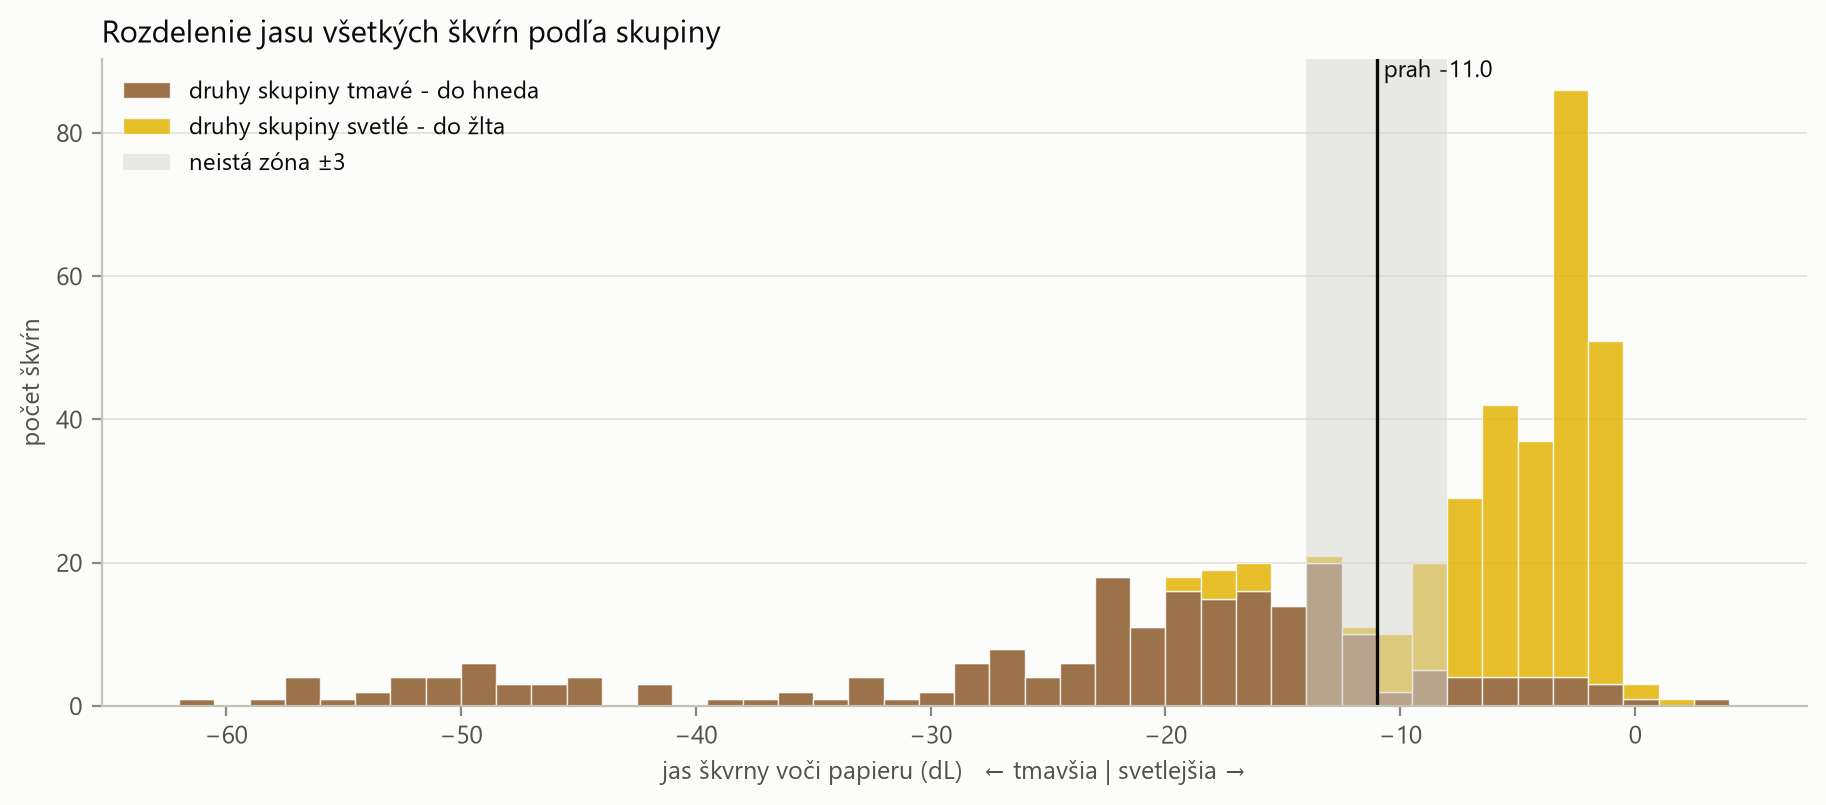 Rozdelenie jasu všetkých škvŕn podľa skupiny
prah -11.0
druhy skupiny tmavé - do hneda
druhy skupiny svetlé - do žlta
neistá zóna ±3
počet škvŕn
80
60
40
20
0
−60
−50
−40
−30
−20
−10
0
jas škvrny voči papieru (dL)   ← tmavšia | svetlejšia →